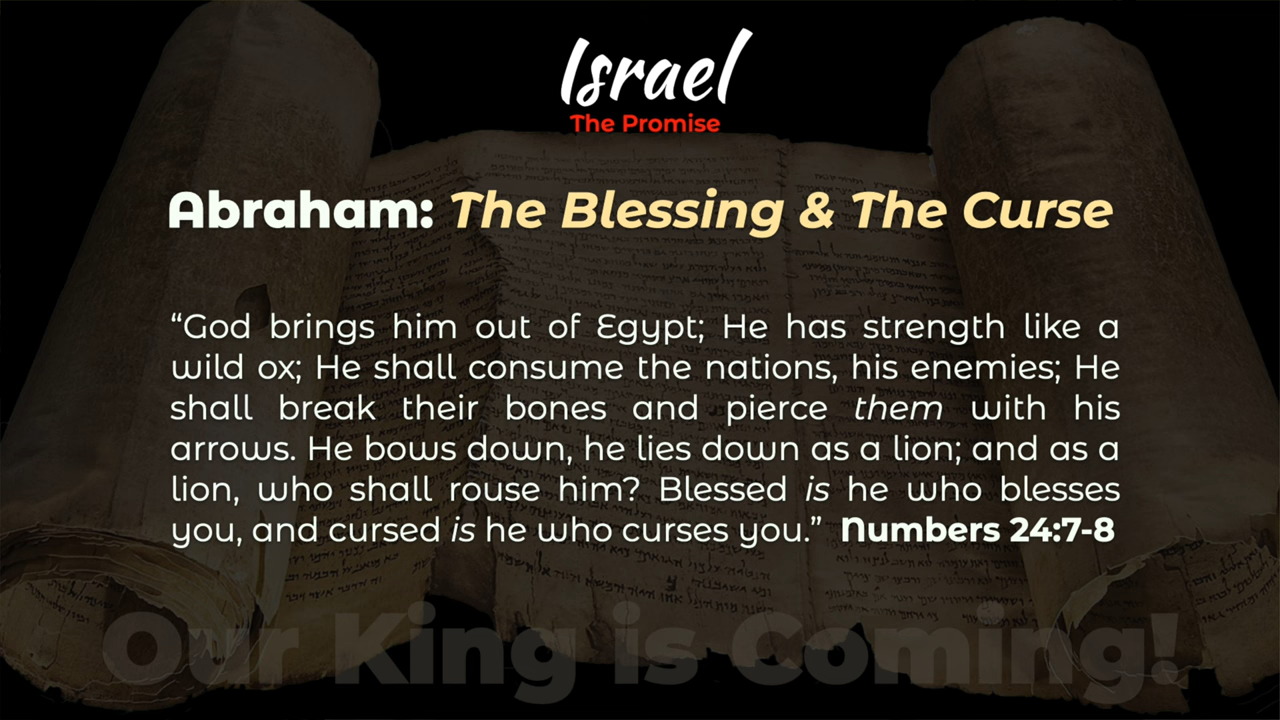 Israel
The Promise
Abraham: The Blessing & The Curse
“God brings him out of Egypt; He has strength like a
wild ox; He shall consume the nations, his enemies; He
shall break their bones and pierce them with his
arrows. He bows down, he lies down as a lion; and as a
lion, who shall rouse him? Blessed is he who blesses
you, and cursed is he who curses you.” Numbers 24:7-8
Our King is Coming!